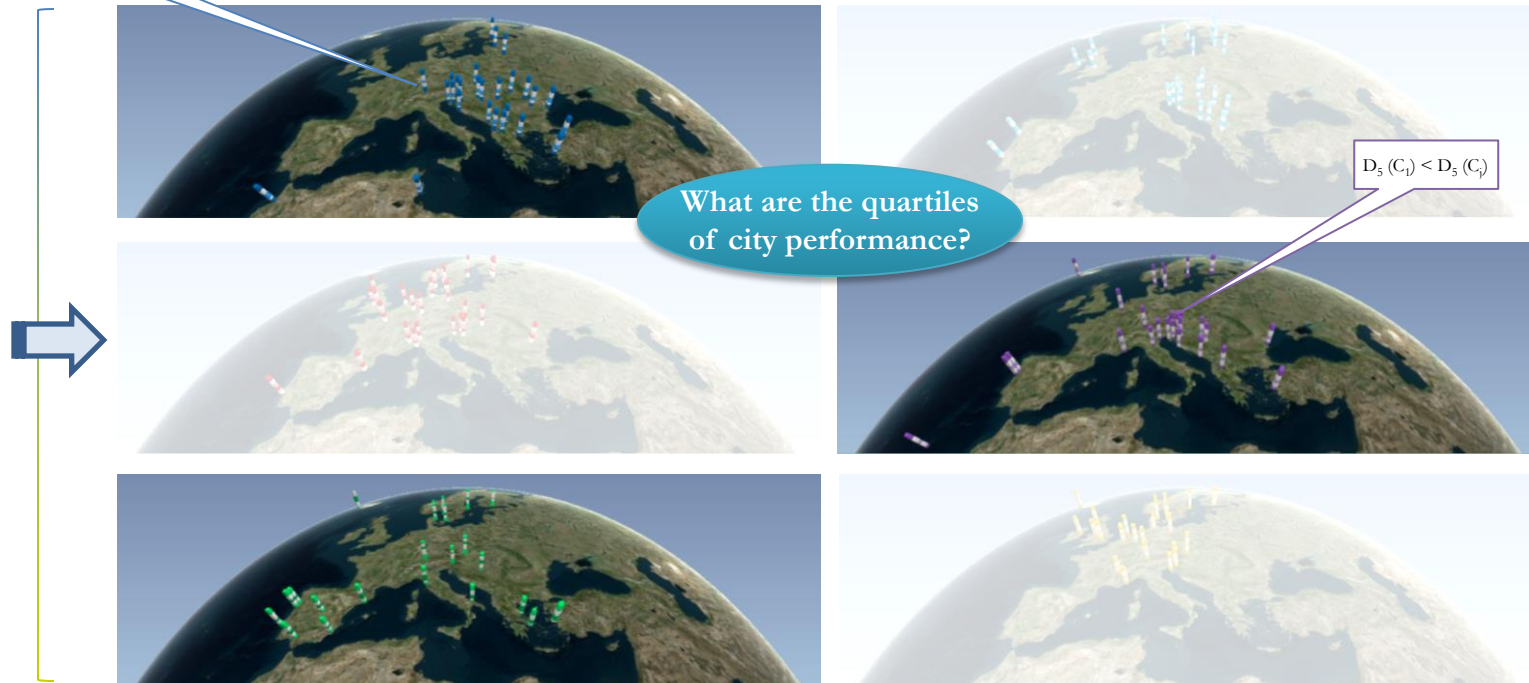 What are the quartiles
of city performance?
D₅ (C₁) < D₅ (Cⱼ)